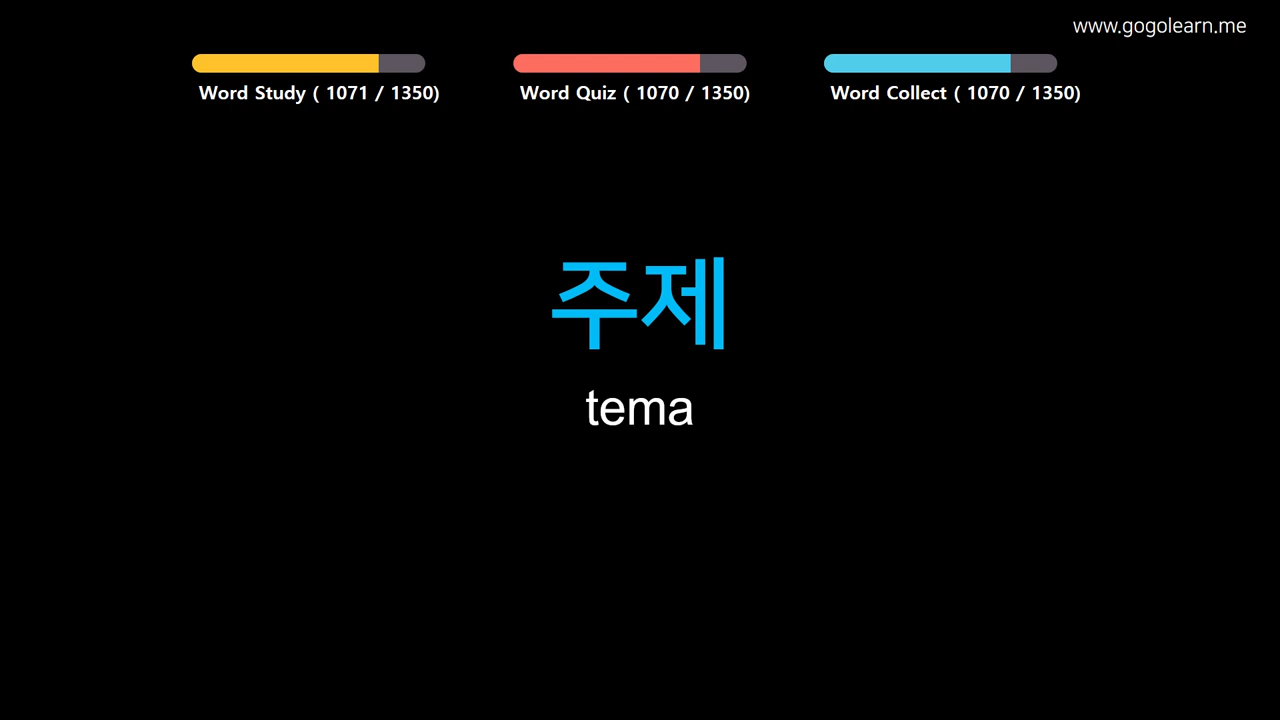 www.gogolearn.me
Word Study ( 1071 / 1350)
Word Quiz ( 1070 / 1350)
Word Collect ( 1070 / 1350)
주제
tema